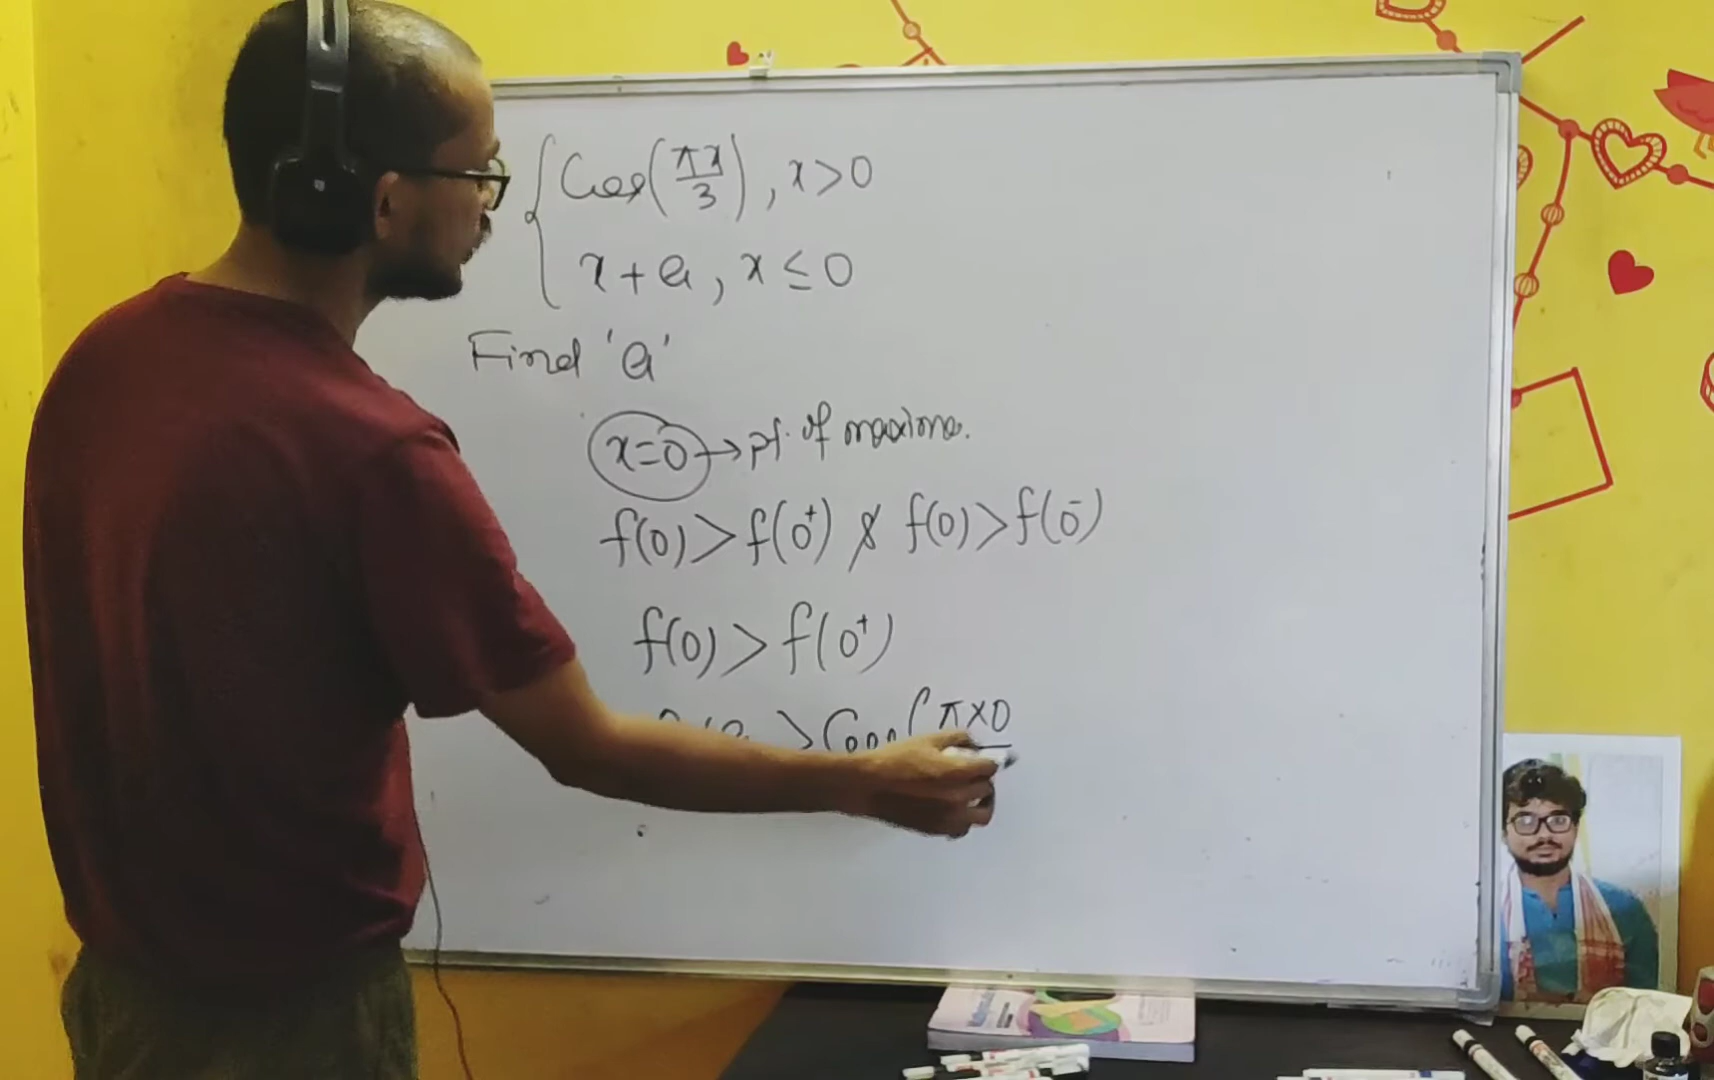 cos(πx/3), x>0
x+a, x≤0
Find 'a'
x=0 → pt. of maxima.
f(0) > f(0⁺) & f(0) > f(0⁻)
f(0) > f(0⁺)
> Cos(π×0